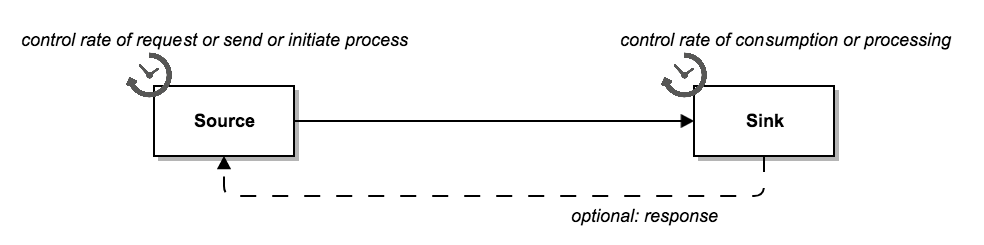 control rate of request or send or initiate process
control rate of consumption or processing
Source
Sink
optional: response